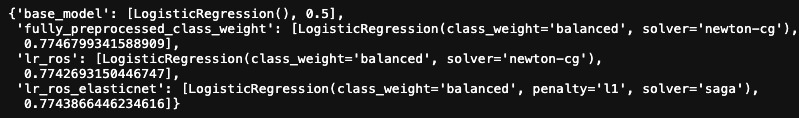 {'base_model': [LogisticRegression(), 0.5],
 'fully_preprocessed_class_weight': [LogisticRegression(class_weight='balanced', solver='newton-cg'),
  0.7746799341588909],
 'lr_ros': [LogisticRegression(class_weight='balanced', solver='newton-cg'),
  0.7742693150446747],
 'lr_ros_elasticnet': [LogisticRegression(class_weight='balanced', penalty='l1', solver='saga'),
  0.7743866446234616]}